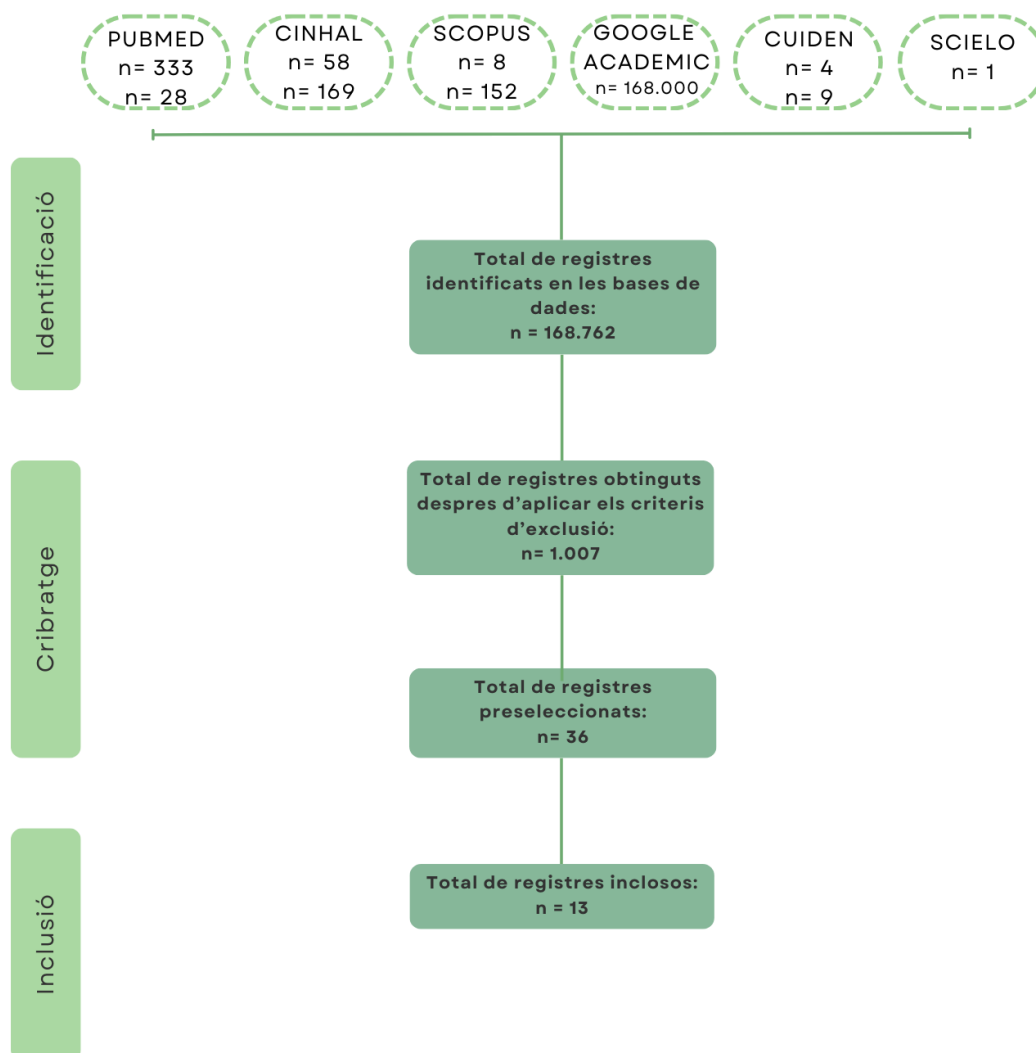 PUBMED
n= 333
n= 28
CINHAL
n= 58
n= 169
SCOPUS
n= 8
n= 152
GOOGLE
ACADEMIC
n= 168.000
CUIDEN
n= 4
n= 9
SCIELO
n= 1
Identificació
Total de registres
identificats en les bases de
dades:
n = 168.762
Cribratge
Total de registres obtinguts
despres d’aplicar els criteris
d’exclusió:
n= 1.007
Total de registres
preseleccionats:
n= 36
Inclusió
Total de registres inclosos:
n = 13